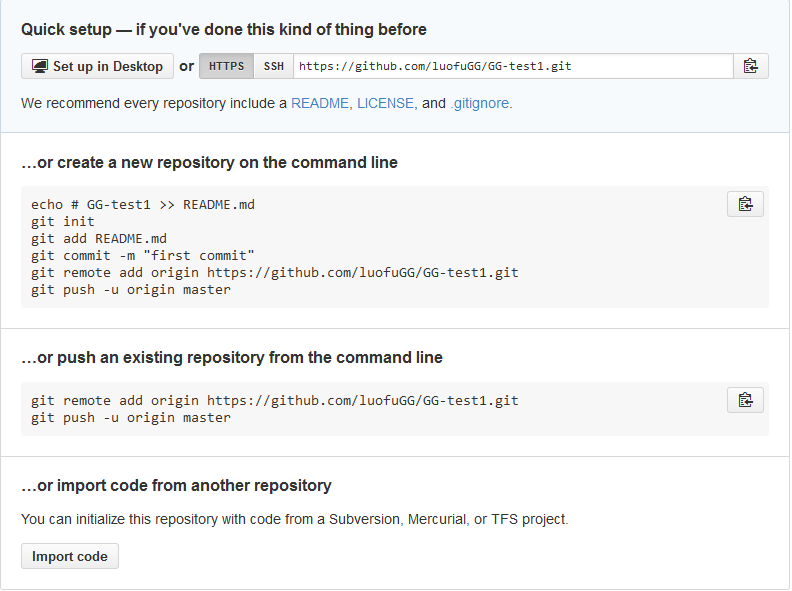 Quick setup — if you've done this kind of thing before
Set up in Desktop or HTTPS SSH https://github.com/luofuGG/GG-test1.git
We recommend every repository include a README, LICENSE, and .gitignore.
…or create a new repository on the command line
echo # GG-test1 >> README.md
git init
git add README.md
git commit -m "first commit"
git remote add origin https://github.com/luofuGG/GG-test1.git
git push -u origin master
…or push an existing repository from the command line
git remote add origin https://github.com/luofuGG/GG-test1.git
git push -u origin master
…or import code from another repository
You can initialize this repository with code from a Subversion, Mercurial, or TFS project.
Import code